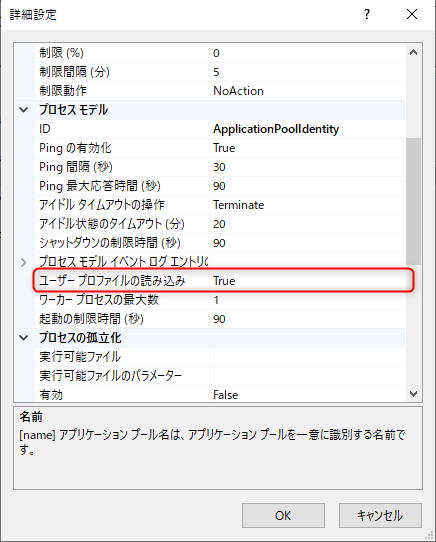 詳細設定
制限 (%) 0
制限間隔 (分) 5
制限動作 NoAction
プロセス モデル
ID ApplicationPoolIdentity
Ping の有効化 True
Ping 間隔 (秒) 30
Ping 最大応答時間 (秒) 90
アイドル タイムアウトの操作 Terminate
アイドル状態のタイムアウト (分) 20
シャットダウンの制限時間 (秒) 90
プロセス モデル イベント ログ エントリの
ユーザー プロファイルの読み込み True
ワーカー プロセスの最大数 1
起動の制限時間 (秒) 90
プロセスの孤立化
実行可能ファイル
実行可能ファイルのパラメーター
有効 False
名前
[name] アプリケーション プール名は、アプリケーション プールを一意に識別する名前で
す。
OK キャンセル